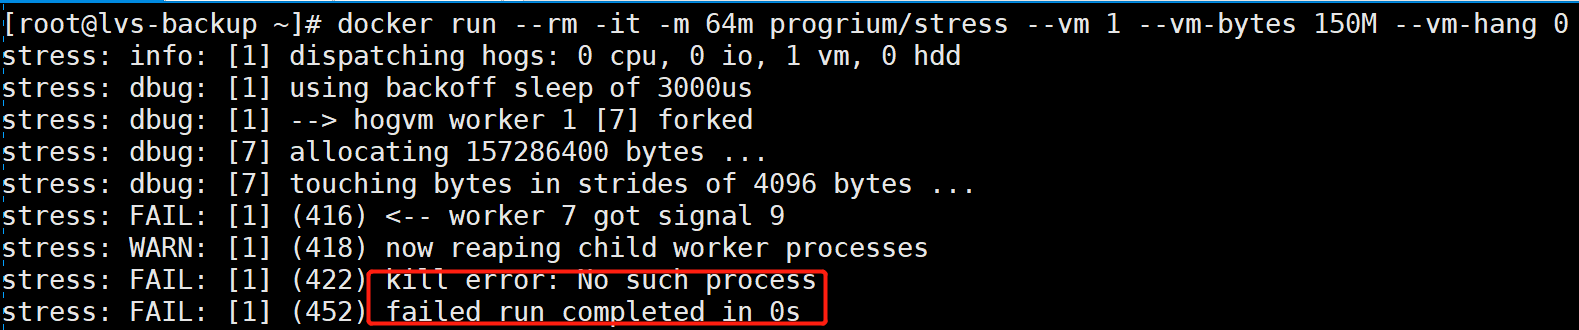 [root@lvs-backup ~]# docker run --rm -it -m 64m progrium/stress --vm 1 --vm-bytes 150M --vm-hang 0
stress: info: [1] dispatching hogs: 0 cpu, 0 io, 1 vm, 0 hdd
stress: dbug: [1] using backoff sleep of 3000us
stress: dbug: [1] --> hogvm worker 1 [7] forked
stress: dbug: [7] allocating 157286400 bytes ...
stress: dbug: [7] touching bytes in strides of 4096 bytes ...
stress: FAIL: [1] (416) <-- worker 7 got signal 9
stress: WARN: [1] (418) now reaping child worker processes
stress: FAIL: [1] (422) kill error: No such process
stress: FAIL: [1] (452) failed run completed in 0s